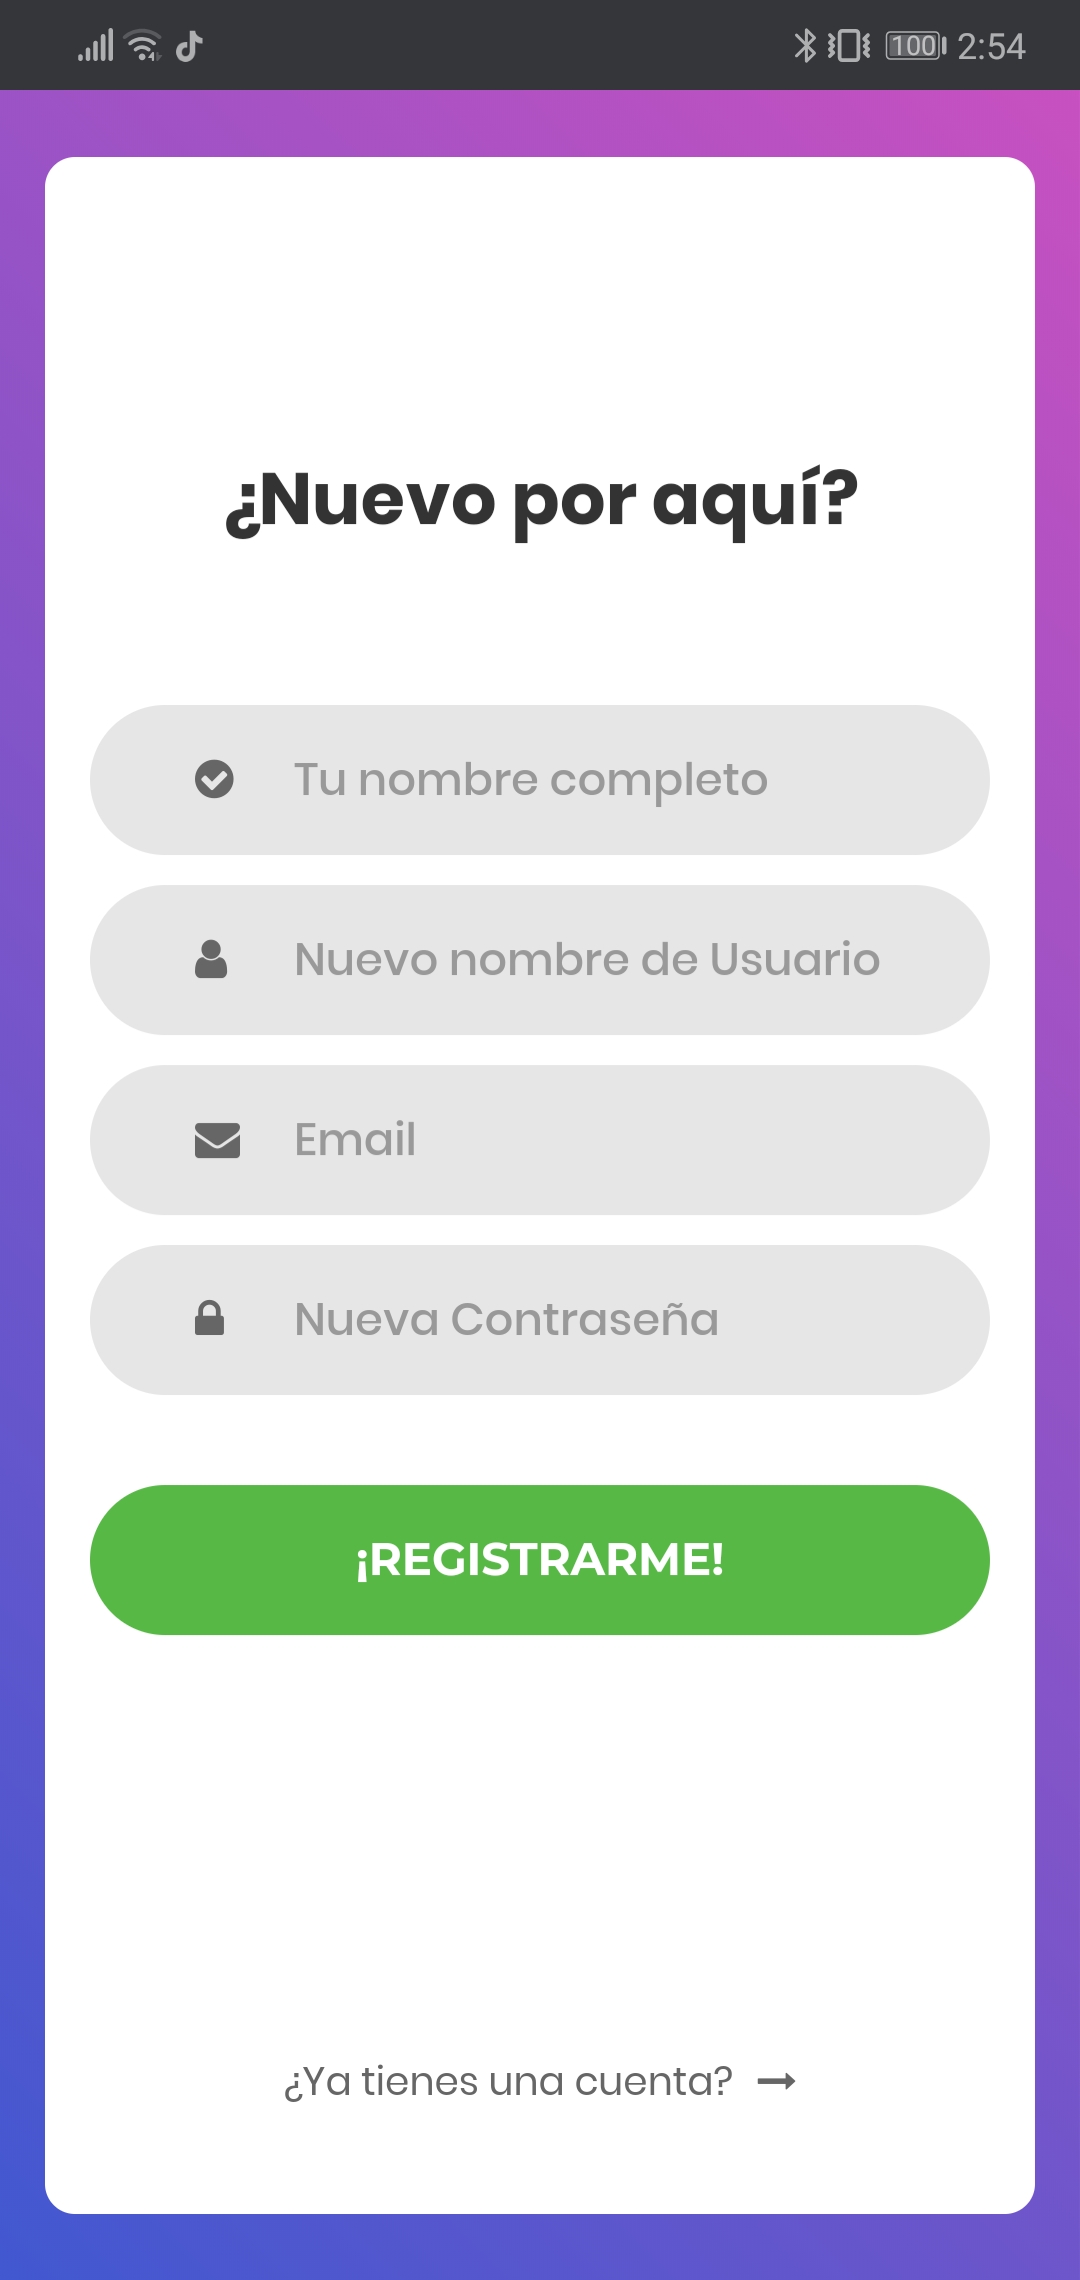 100 2:54
¿Nuevo por aquí?
Tu nombre completo
Nuevo nombre de Usuario
Email
Nueva Contraseña
¡REGISTRARME!
¿Ya tienes una cuenta?